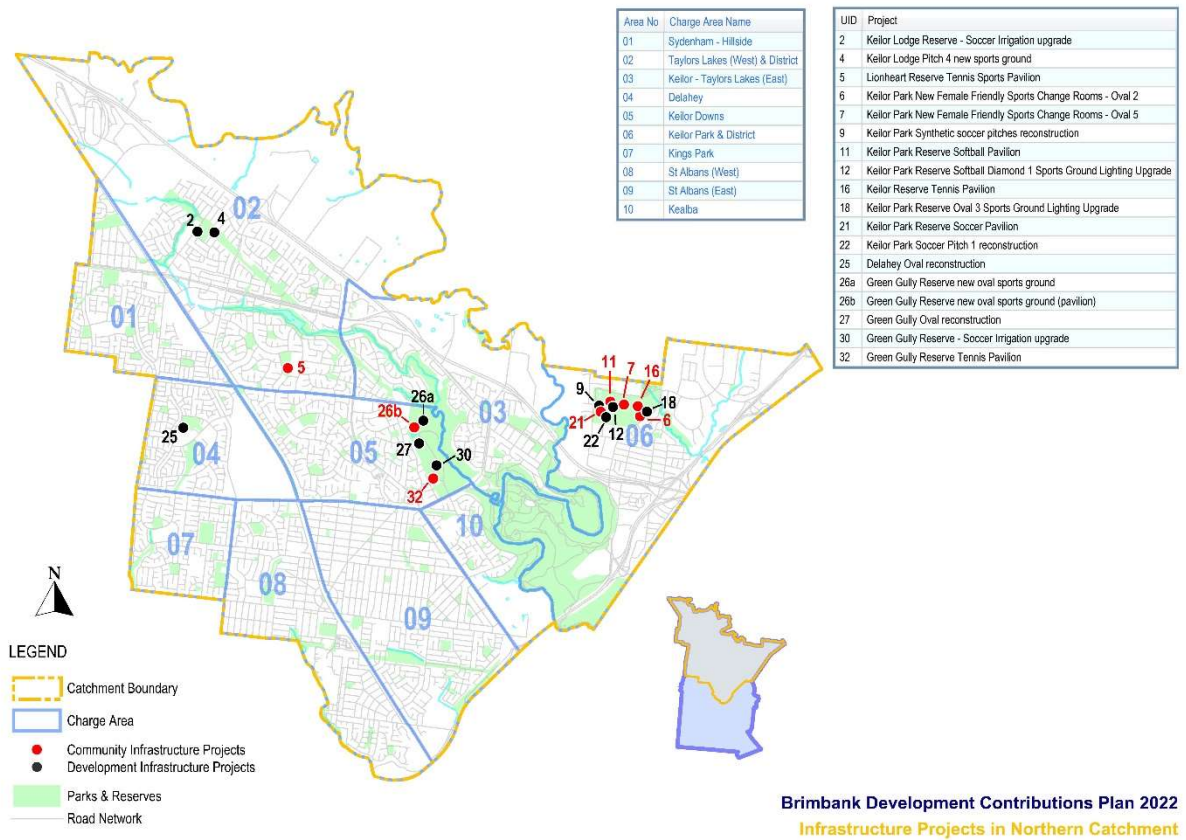 Area No Charge Area Name
01 Sydenham - Hillside
02 Taylors Lakes (West) & District
03 Keilor - Taylors Lakes (East)
04 Delahey
05 Keilor Downs
06 Keilor Park & District
07 Kings Park
08 St Albans (West)
09 St Albans (East)
10 Kealba
UID Project
2 Keilor Lodge Reserve - Soccer Irrigation upgrade
4 Keilor Lodge Pitch 4 new sports ground
5 Lionheart Reserve Tennis Sports Pavilion
6 Keilor Park New Female Friendly Sports Change Rooms - Oval 2
7 Keilor Park New Female Friendly Sports Change Rooms - Oval 5
9 Keilor Park Synthetic soccer pitches reconstruction
11 Keilor Park Reserve Softball Pavilion
12 Keilor Park Reserve Softball Diamond 1 Sports Ground Lighting Upgrade
16 Keilor Reserve Tennis Pavilion
18 Keilor Park Reserve Oval 3 Sports Ground Lighting Upgrade
21 Keilor Park Reserve Soccer Pavilion
22 Keilor Park Soccer Pitch 1 reconstruction
25 Delahey Oval reconstruction
26a Green Gully Reserve new oval sports ground
26b Green Gully Reserve new oval sports ground (pavilion)
27 Green Gully Oval reconstruction
30 Green Gully Reserve - Soccer Irrigation upgrade
32 Green Gully Reserve Tennis Pavilion
02
2 4
01
5
11 7 16
9 18
21 6
22 12 06
26a
03
26b
25 04
05 27
30
32
10
07
08
09
N
LEGEND
Catchment Boundary
Charge Area
Community Infrastructure Projects
Development Infrastructure Projects
Parks & Reserves
Road Network
Brimbank Development Contributions Plan 2022
Infrastructure Projects in Northern Catchment